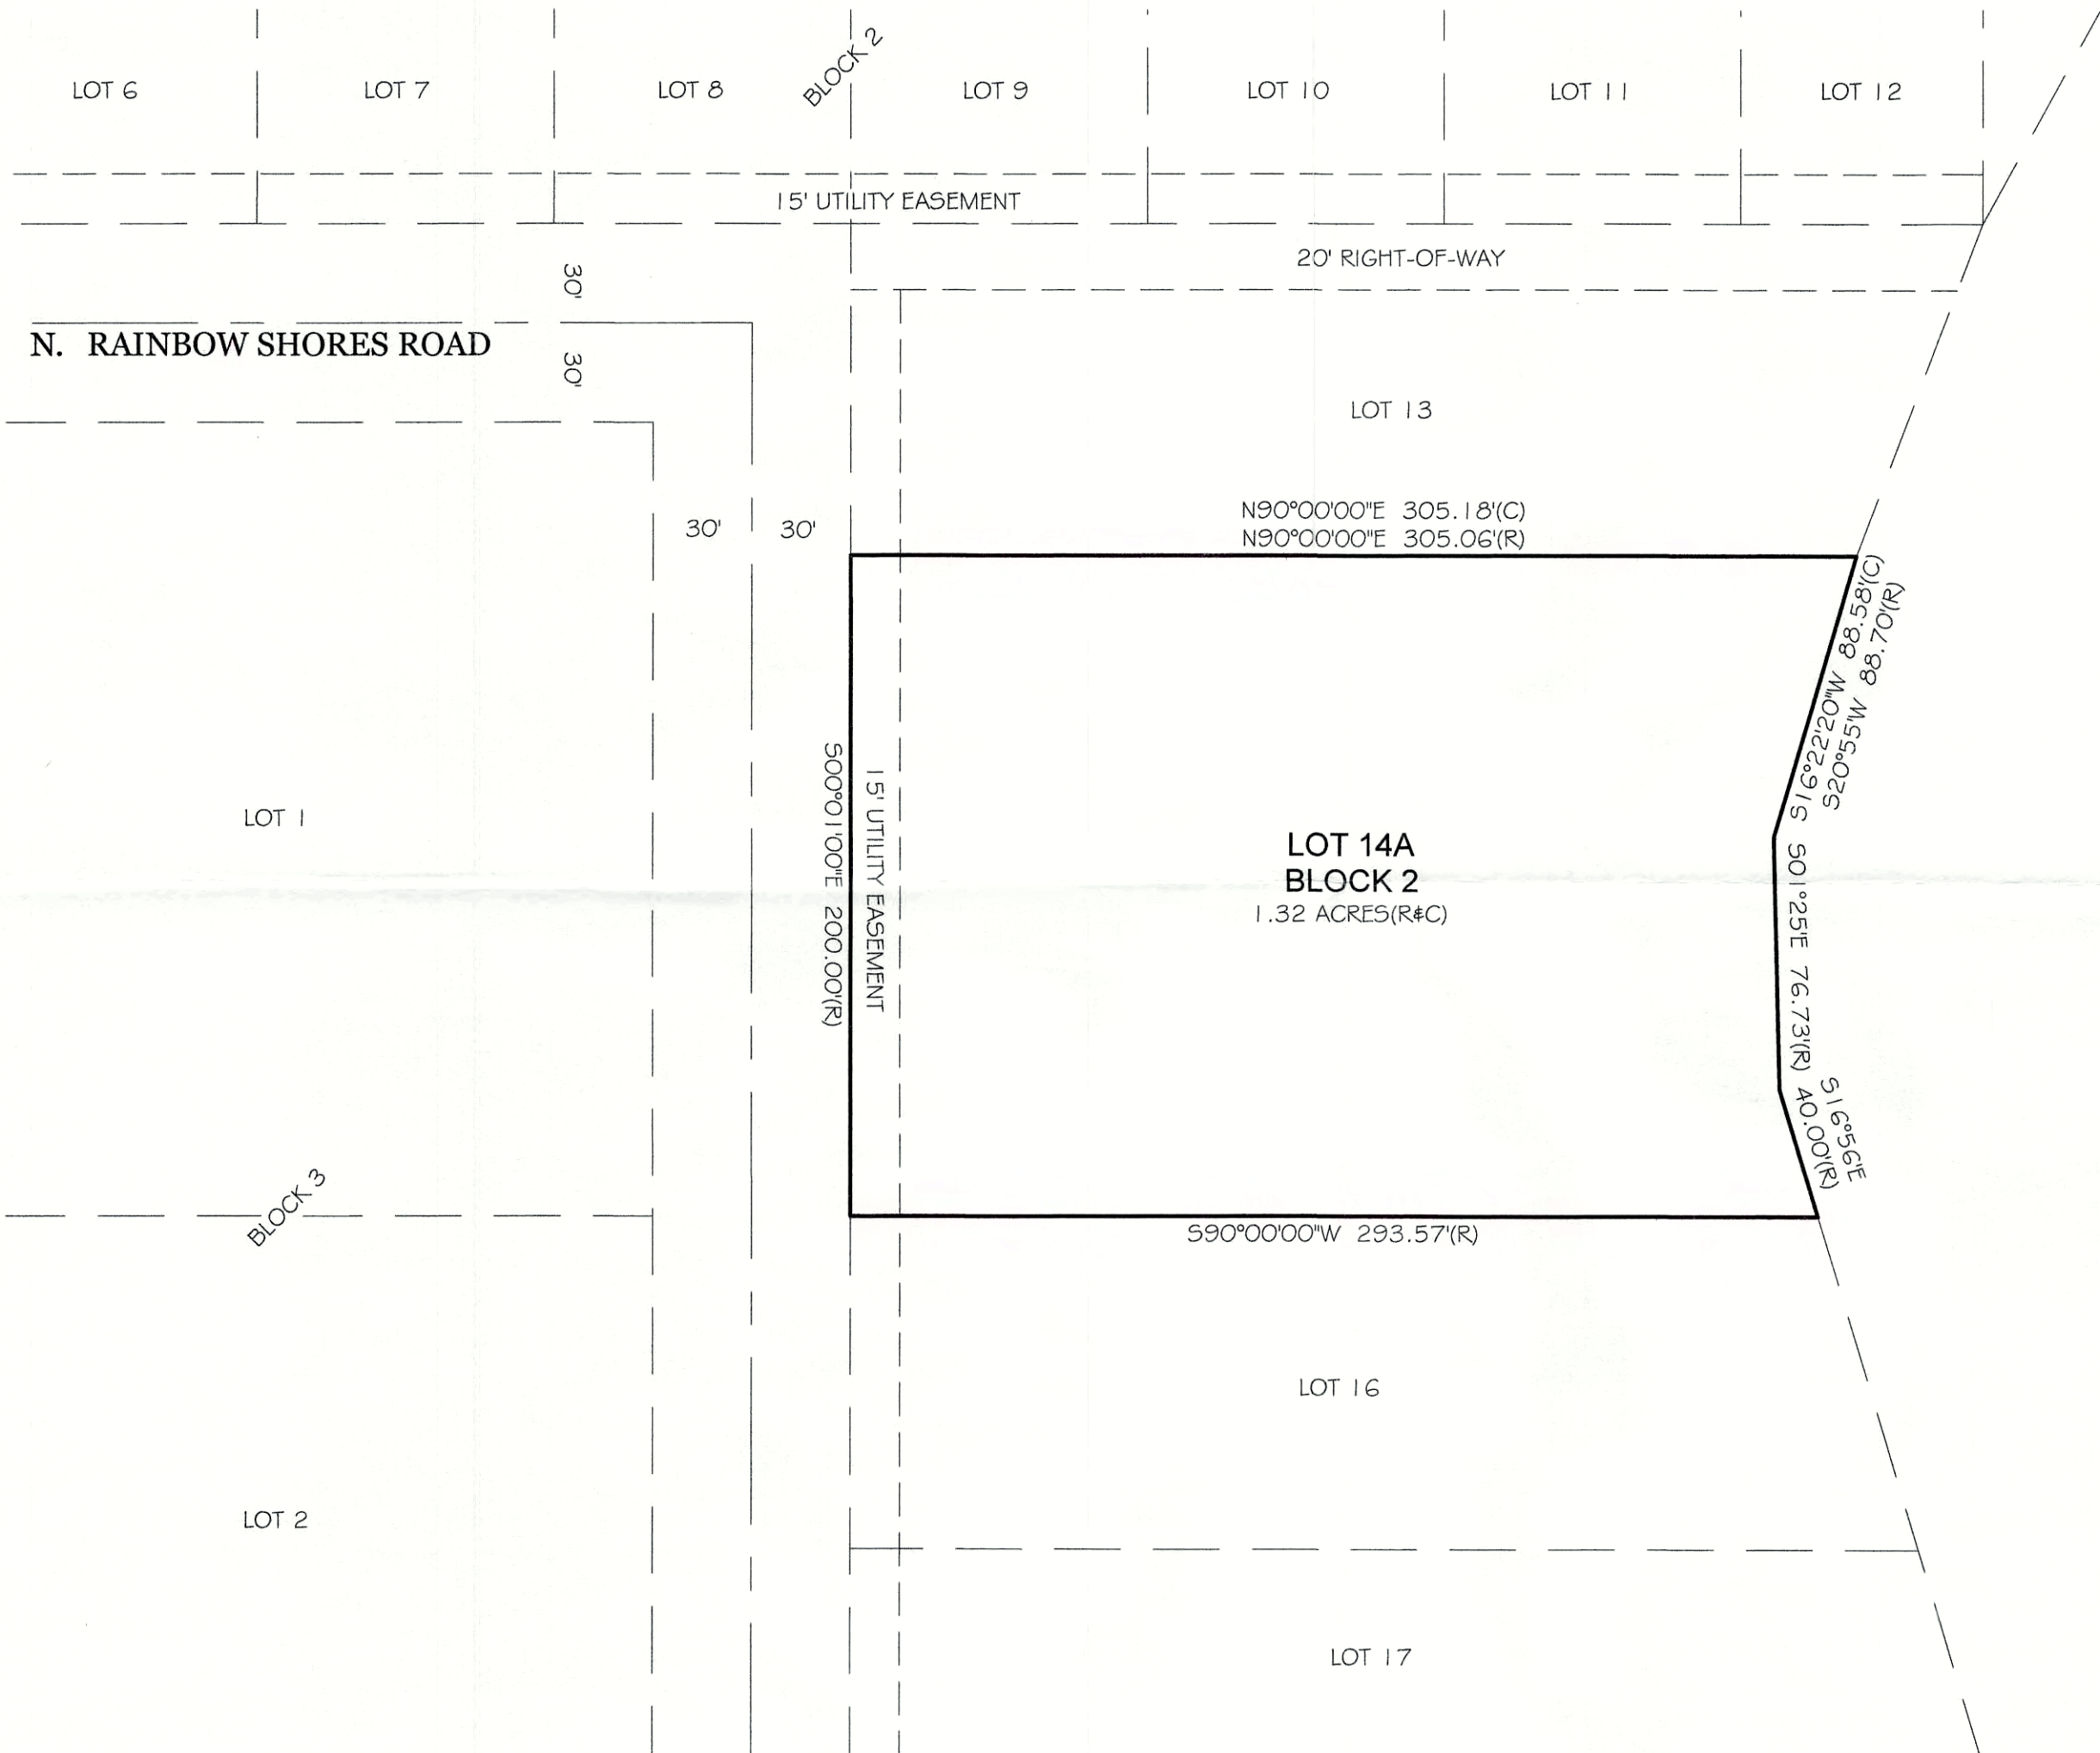 LOT 6
LOT 7
LOT 8
BLOCK 2
LOT 9
LOT 10
LOT 11
LOT 12
15' UTILITY EASEMENT
20' RIGHT-OF-WAY
30'
N. RAINBOW SHORES ROAD
30'
LOT 13
30'
30'
N90°00'00"E 305.18'(C)
N90°00'00"E 305.06'(R)
S16°22'20"W 88.58'(C)
S20°55'W 88.70'(R)
LOT 1
S00°01'00"E 200.00'(R)
15' UTILITY EASEMENT
LOT 14A
BLOCK 2
1.32 ACRES(R&C)
S01°25'E 76.73'(R)
S16°56'E
40.00'(R)
BLOCK 3
S90°00'00"W 293.57'(R)
LOT 16
LOT 2
LOT 17